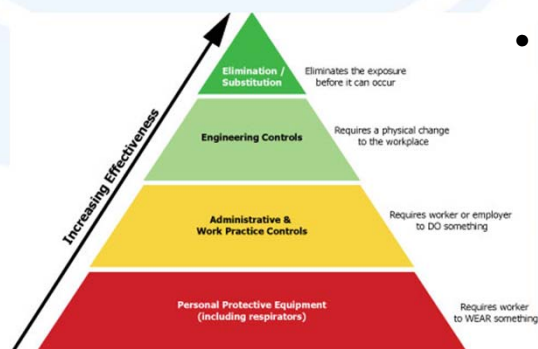 Elimination /
Substitution
Eliminates the exposure
before it can occur
Increasing Effectiveness
Engineering Controls
Requires a physical change
to the workplace
Administrative &
Work Practice Controls
Requires worker or employer
to DO something
Personal Protective Equipment
(including respirators)
Requires worker
to WEAR something